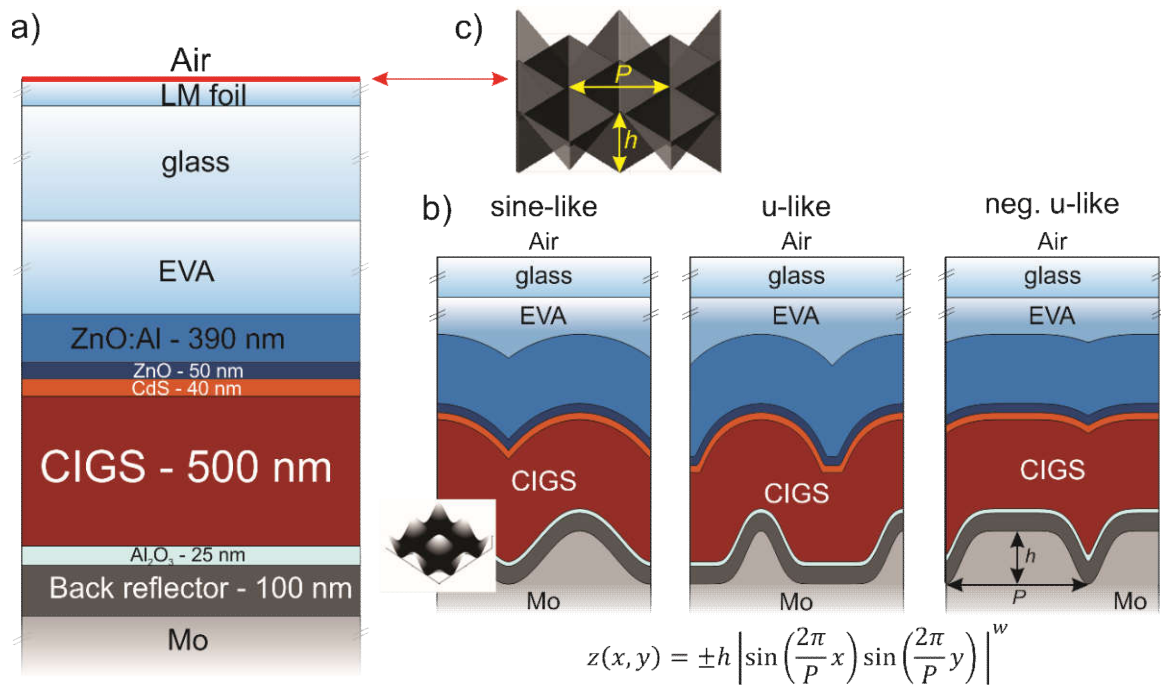 a)
Air
LM foil
glass
EVA
ZnO:Al - 390 nm
ZnO - 50 nm
CdS - 40 nm
CIGS - 500 nm
Al₂O₃ - 25 nm
Back reflector - 100 nm
Mo
c)
P
h
b)
sine-like
u-like
neg. u-like
Air
Air
Air
glass
glass
glass
EVA
EVA
EVA
CIGS
CIGS
CIGS
h
P
Mo
Mo
Mo
z(x, y) = ±h |sin (2π/P x) sin (2π/P y)|^w